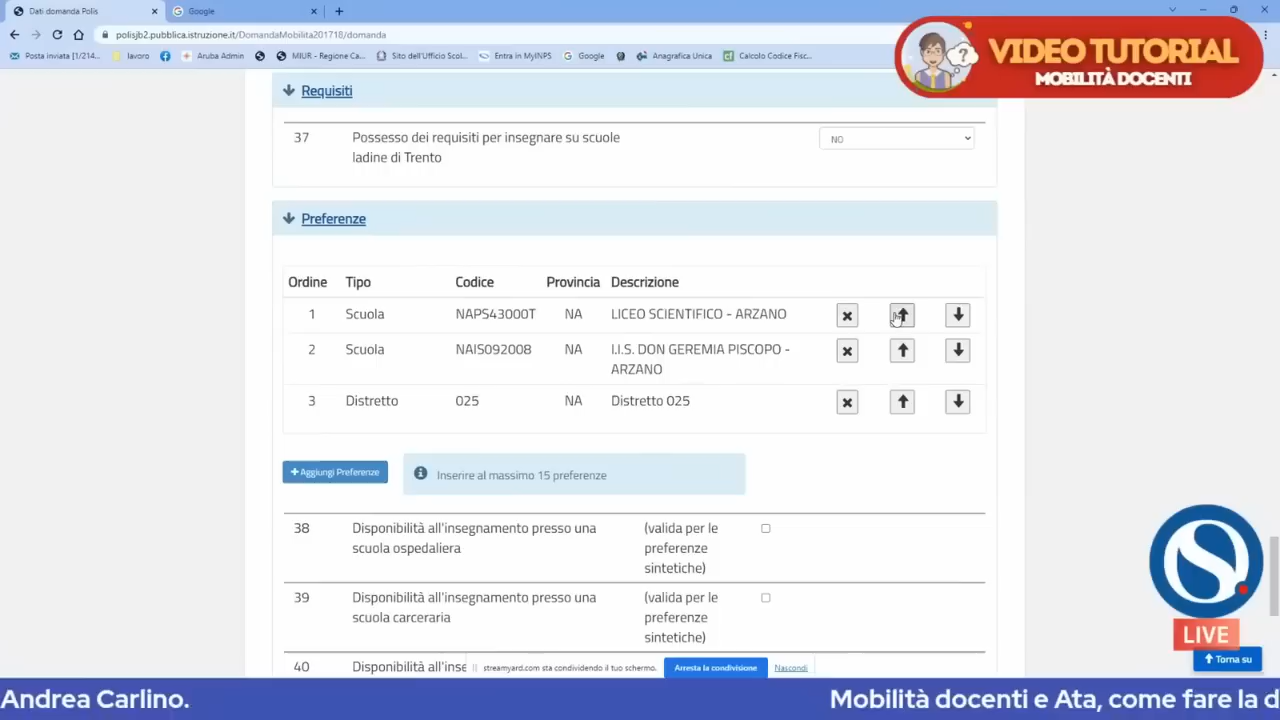 Dati domanda Polis
Google
polisjb2.pubblica.istruzione.it/DomandaMobilita201718/domanda
Posta inviata [1/214...
lavoro
Aruba Admin
MIUR - Regione Ca...
Sito dell'Ufficio Scol...
Entra in MyINPS
Google
Anagrafica Unica
Calcolo Codice Fisc...
VIDEO TUTORIAL
MOBILITÀ DOCENTI
Requisiti
37 Possesso dei requisiti per insegnare su scuole NO
ladine di Trento
Preferenze
Ordine Tipo Codice Provincia Descrizione
1 Scuola NAPS43000T NA LICEO SCIENTIFICO - ARZANO
2 Scuola NAIS092008 NA I.I.S. DON GEREMIA PISCOPO -
ARZANO
3 Distretto 025 NA Distretto 025
Aggiungi Preferenze
Inserire al massimo 15 preferenze
38 Disponibilità all'insegnamento presso una (valida per le
scuola ospedaliera preferenze
sintetiche)
39 Disponibilità all'insegnamento presso una (valida per le
scuola carceraria preferenze
sintetiche)
40 Disponibilità all'inse
streamyard.com sta condividendo il tuo schermo.
Arresta la condivisione
Nascondi
LIVE
Torna su
Andrea Carlino.
Mobilità docenti e Ata, come fare la d